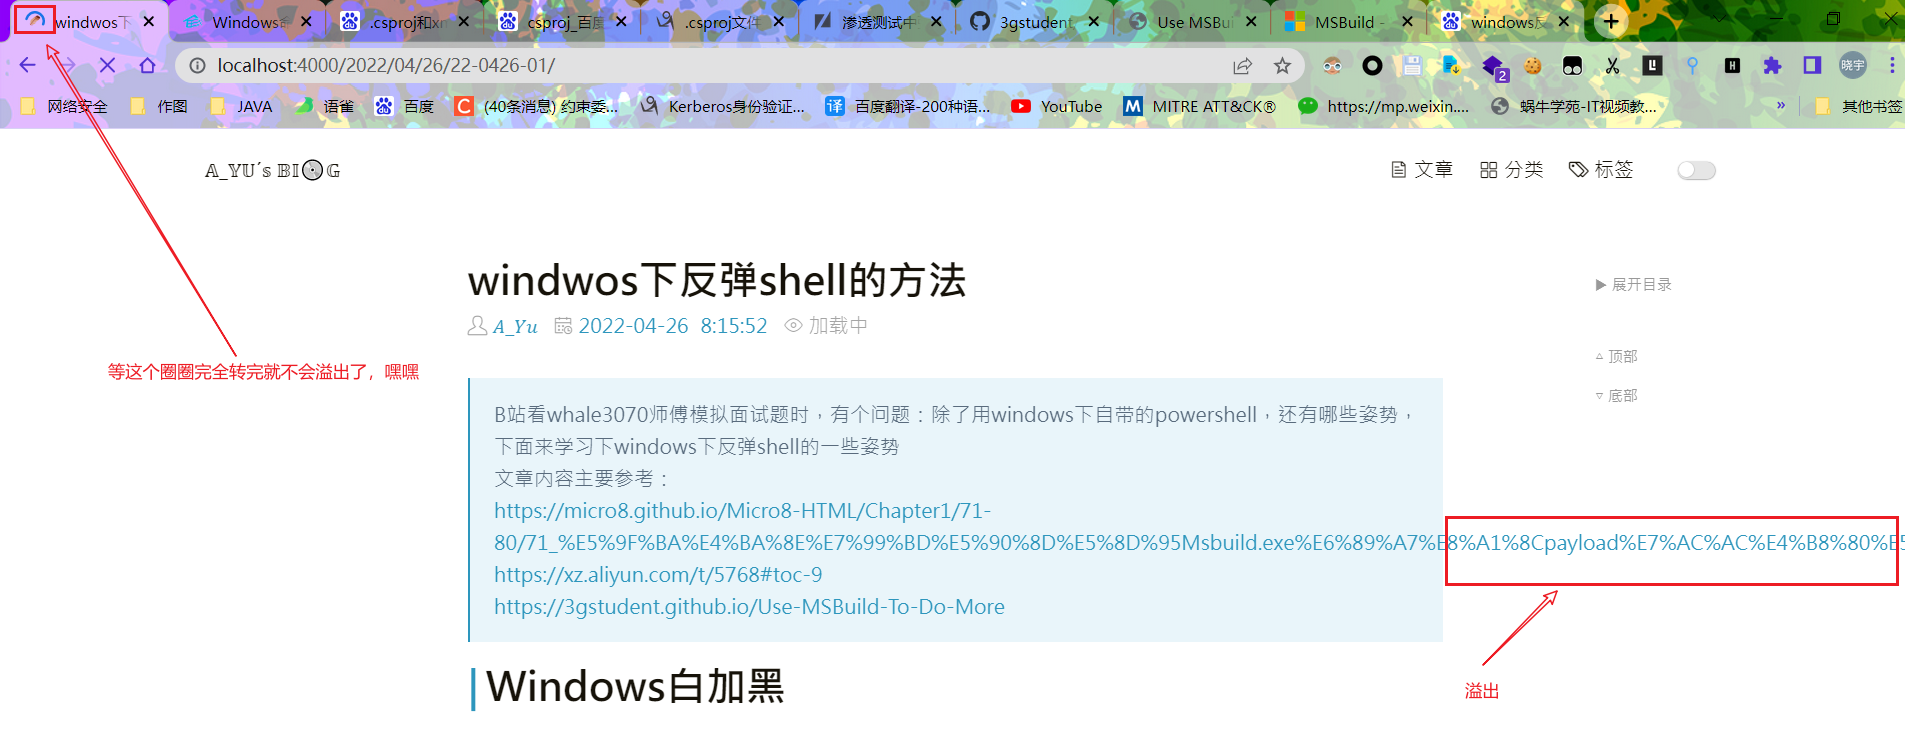 windwos下
Windows
.csproj和xm
csproj_百度
.csproj文件
渗透测试中
3gstudent
Use MSBui
MSBuild -
windows反
localhost:4000/2022/04/26/22-0426-01/
2
晓宇
网络安全
作图
JAVA
语雀
百度
(40条消息) 约束委...
Kerberos身份验证...
译
百度翻译-200种语...
YouTube
MITRE ATT&CK®
https://mp.weixin....
蜗牛学苑-IT视频教...
»
其他书签
A_YU´s BLOG
文章
分类
标签
windwos下反弹shell的方法
A_Yu 2022-04-26 8:15:52 加载中
▶ 展开目录
▵ 顶部
▿ 底部
等这个圈圈完全转完就不会溢出了，嘿嘿
B站看whale3070师傅模拟面试题时，有个问题：除了用windows下自带的powershell，还有哪些姿势，
下面来学习下windows下反弹shell的一些姿势
文章内容主要参考：
https://micro8.github.io/Micro8-HTML/Chapter1/71-
80/71_%E5%9F%BA%E4%BA%8E%E7%99%BD%E5%90%8D%E5%8D%95Msbuild.exe%E6%89%A7%E8%A1%8Cpayload%E7%AC%AC%E4%B8%80%E5
https://xz.aliyun.com/t/5768#toc-9
https://3gstudent.github.io/Use-MSBuild-To-Do-More
溢出
Windows白加黑